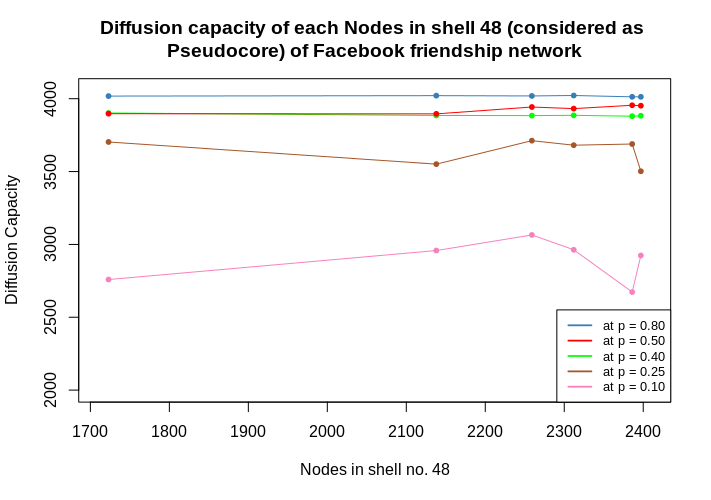 Diffusion capacity of each Nodes in shell 48 (considered as
Pseudocore) of Facebook friendship network
Diffusion Capacity
4000
3500
3000
2500
2000
at p = 0.80
at p = 0.50
at p = 0.40
at p = 0.25
at p = 0.10
1700 1800 1900 2000 2100 2200 2300 2400
Nodes in shell no. 48